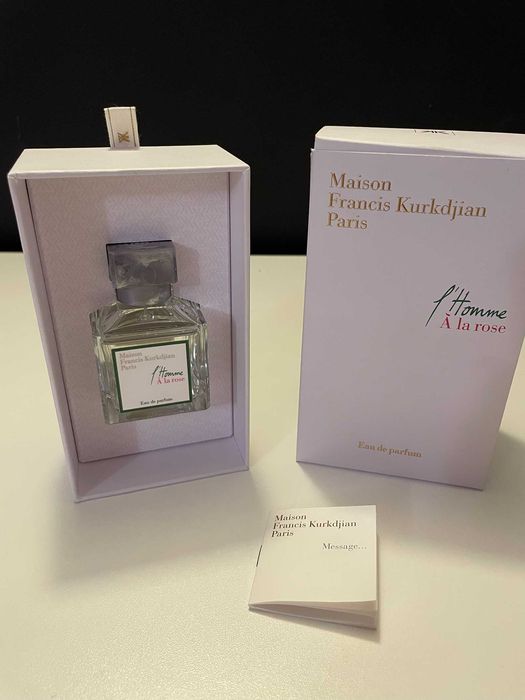 Maison
Francis Kurkdjian
Paris
l'Homme
À la rose
Eau de parfum
Maison
Francis Kurkdjian
Paris
l'Homme
À la rose
Eau de parfum
Maison
Francis Kurkdjian
Paris
Message...